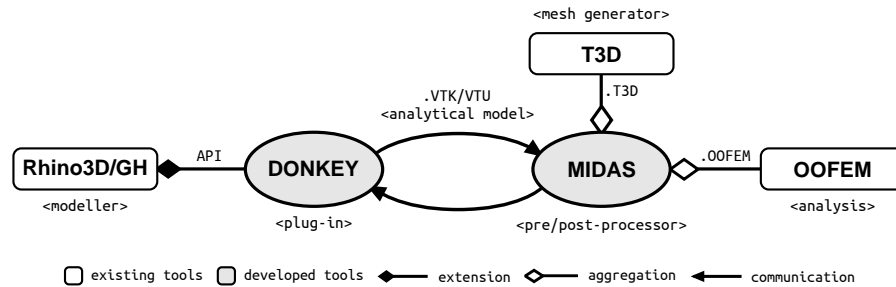 <mesh generator>
T3D
.T3D
.VTK/VTU
<analytical model>
Rhino3D/GH
API
DONKEY
MIDAS
.OOFEM
OOFEM
<modeller>
<plug-in>
<pre/post-processor>
<analysis>
existing tools
developed tools
extension
aggregation
communication